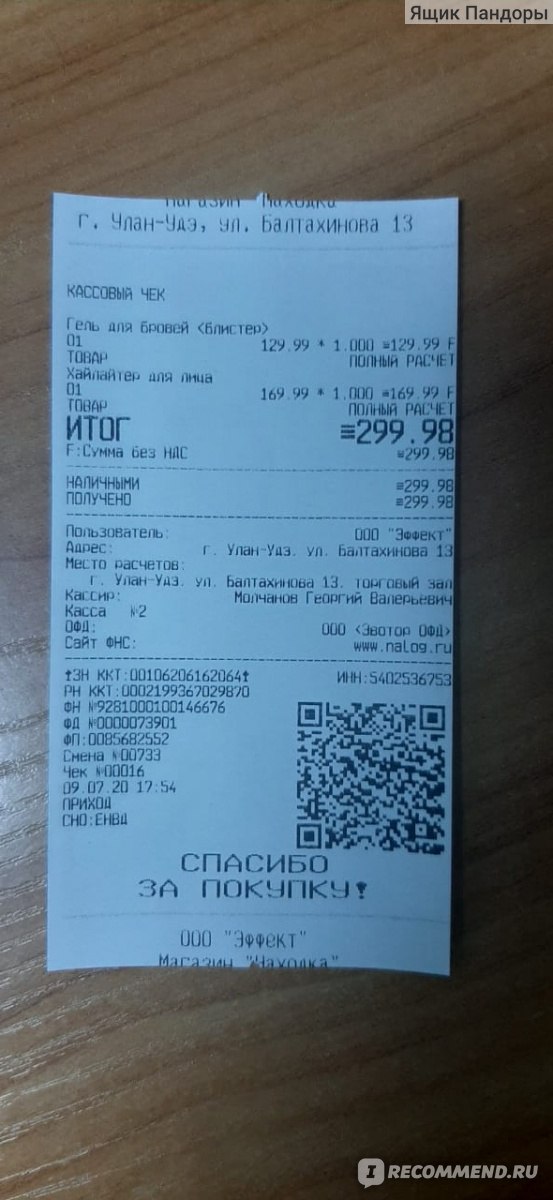 Ящик Пандоры
Магазин "Находка"
г. Улан-Удэ, ул. Балтахинова 13
КАССОВЫЙ ЧЕК
Гель для бровей <блистер>
01 129.99 * 1.000 ≡129.99 F
ТОВАР ПОЛНЫЙ РАСЧЕТ
Хайлайтер для лица
01 169.99 * 1.000 ≡169.99 F
ТОВАР ПОЛНЫЙ РАСЧЕТ
ИТОГ ≡299.98
F:Сумма без НДС ≡299.98
НАЛИЧНЫМИ ≡299.98
ПОЛУЧЕНО ≡299.98
Пользователь: ООО "Эффект"
Адрес: г. Улан-Удэ. ул. Балтахинова 13
Место расчетов:
г. Улан-Удэ. ул. Балтахинова 13. торговый зал
Кассир: Молчанов Георгий Валерьевич
Касса №2
ОФД: ООО <Эвотор ОФД>
Сайт ФНС: www.nalog.ru
↑ЗН ККТ:00106206162064↑ ИНН:5402536753
РН ККТ:0002199367029870
ФН №9281000100146676
ФД №0000073901
ФП:0085682552
Смена №00733
Чек №00016
09.07.20 17:54
ПРИХОД
СНО:ЕНВД
СПАСИБО
ЗА ПОКУПКУ!
ООО "Эффект"
Магазин "Находка"
IRECOMMEND.RU